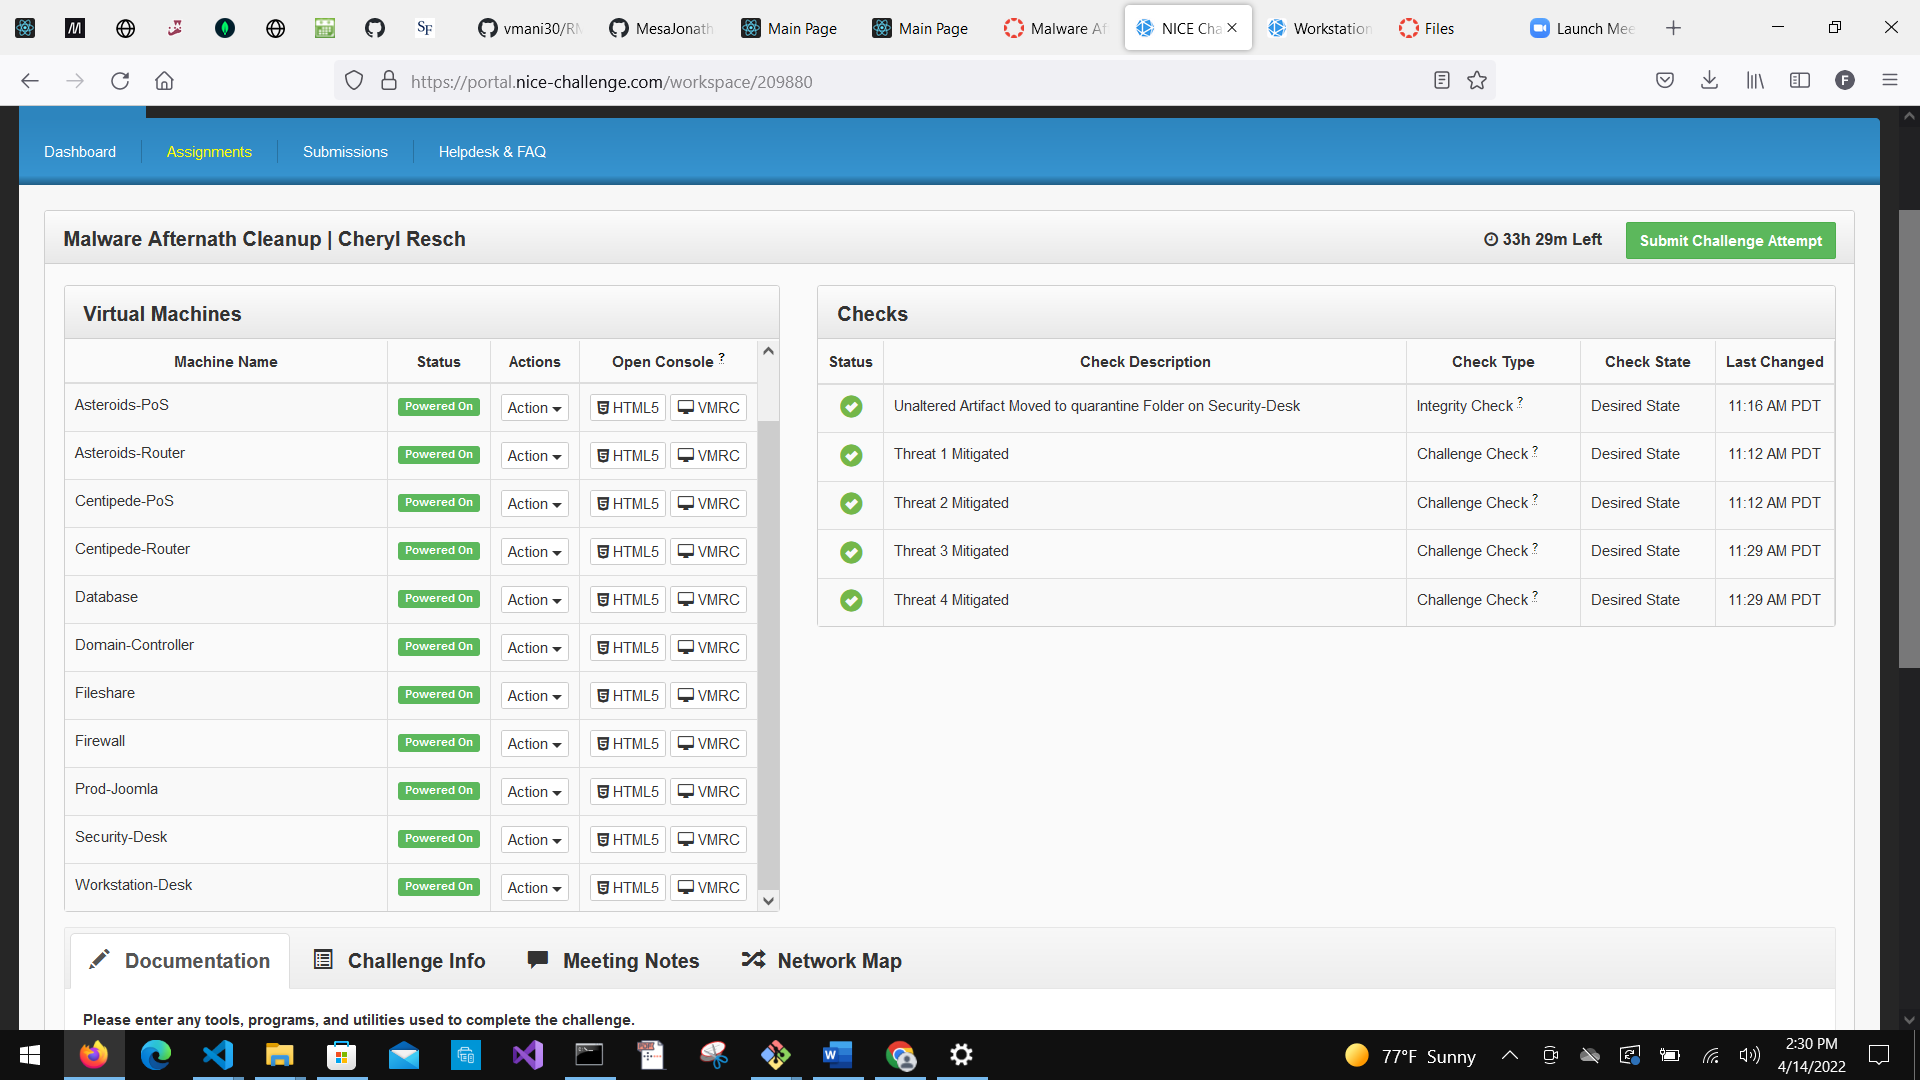 SF
vmani30/RM
MesaJonath
Main Page
Main Page
Malware Af
NICE Cha
Workstation
Files
Launch Mee
https://portal.nice-challenge.com/workspace/209880
F
Dashboard
Assignments
Submissions
Helpdesk & FAQ
Malware Afternath Cleanup | Cheryl Resch
33h 29m Left
Submit Challenge Attempt
Virtual Machines
Machine Name Status Actions Open Console ?
Asteroids-PoS Powered On Action HTML5 VMRC
Asteroids-Router Powered On Action HTML5 VMRC
Centipede-PoS Powered On Action HTML5 VMRC
Centipede-Router Powered On Action HTML5 VMRC
Database Powered On Action HTML5 VMRC
Domain-Controller Powered On Action HTML5 VMRC
Fileshare Powered On Action HTML5 VMRC
Firewall Powered On Action HTML5 VMRC
Prod-Joomla Powered On Action HTML5 VMRC
Security-Desk Powered On Action HTML5 VMRC
Workstation-Desk Powered On Action HTML5 VMRC
Checks
Status Check Description Check Type Check State Last Changed
Unaltered Artifact Moved to quarantine Folder on Security-Desk Integrity Check ? Desired State 11:16 AM PDT
Threat 1 Mitigated Challenge Check ? Desired State 11:12 AM PDT
Threat 2 Mitigated Challenge Check ? Desired State 11:12 AM PDT
Threat 3 Mitigated Challenge Check ? Desired State 11:29 AM PDT
Threat 4 Mitigated Challenge Check ? Desired State 11:29 AM PDT
Documentation
Challenge Info
Meeting Notes
Network Map
Please enter any tools, programs, and utilities used to complete the challenge.
77°F Sunny
2:30 PM
4/14/2022